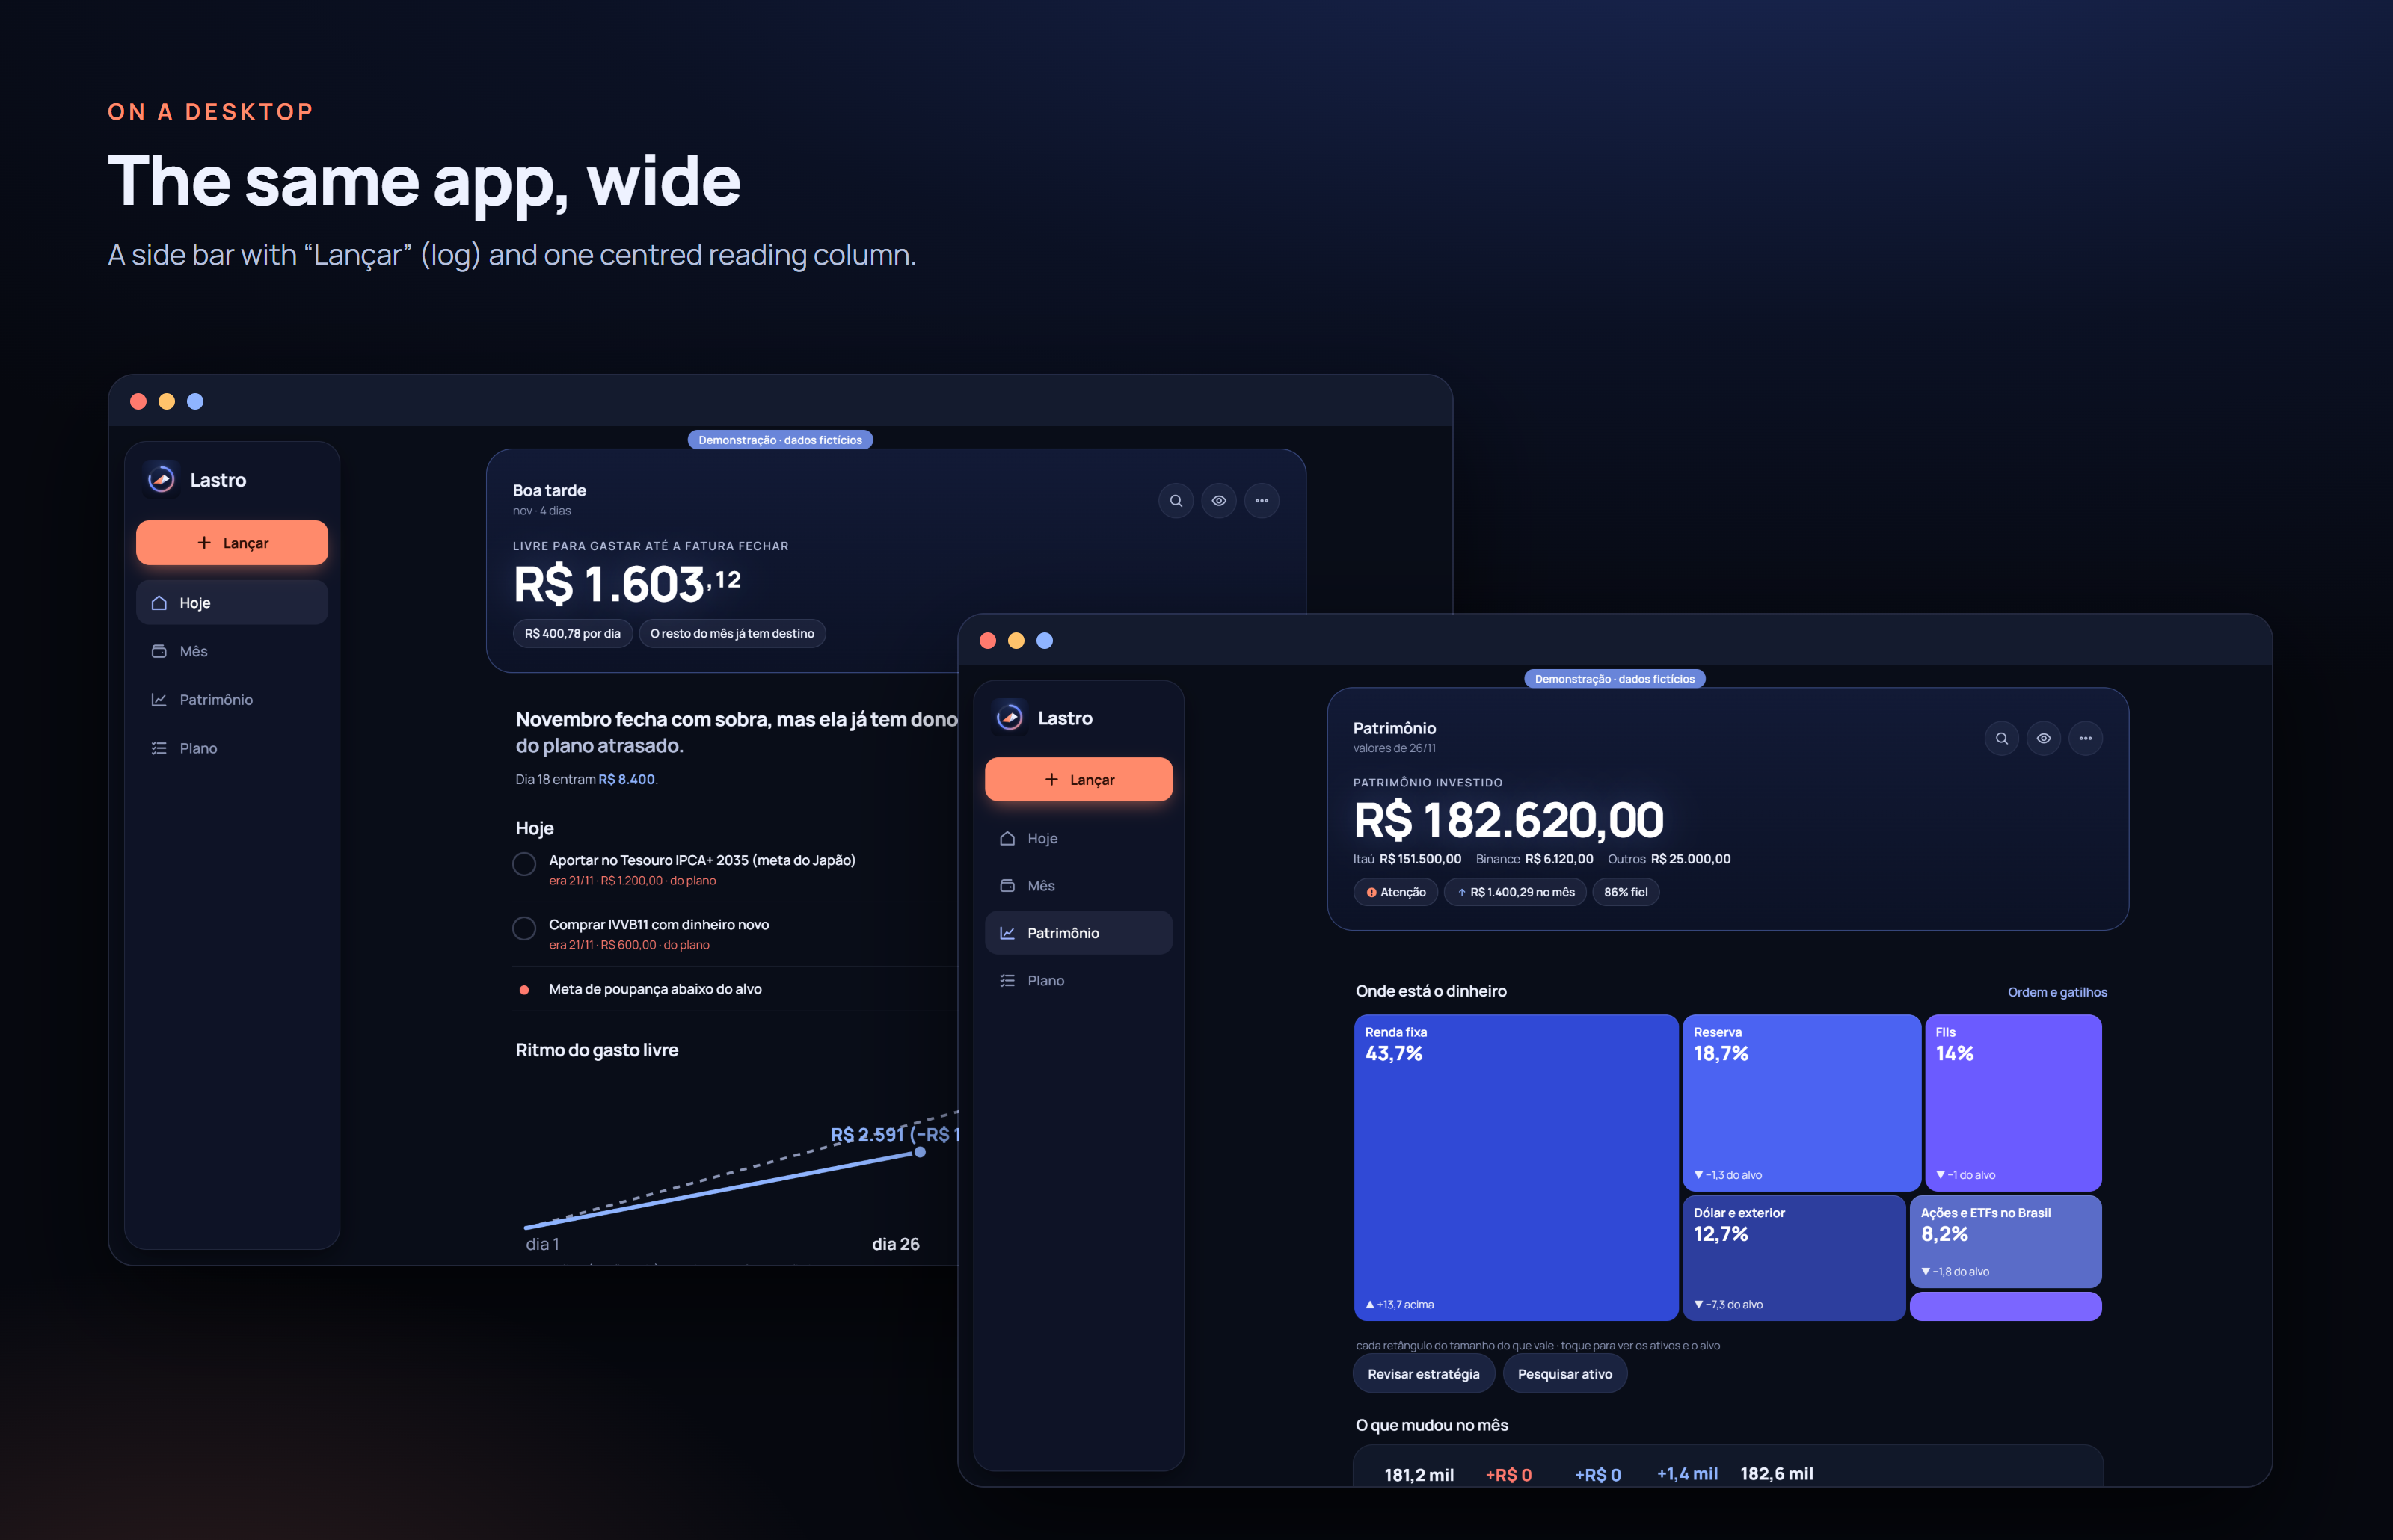 ON A DESKTOP
The same app, wide
A side bar with “Lançar” (log) and one centred reading column.
Demonstração · dados fictícios
Lastro
Lançar
Hoje
Mês
Patrimônio
Plano
Boa tarde
nov · 4 dias
LIVRE PARA GASTAR ATÉ A FATURA FECHAR
R$ 1.603,12
R$ 400,78 por dia
O resto do mês já tem destino
Novembro fecha com sobra, mas ela já tem dono
do plano atrasado.
Dia 18 entram R$ 8.400.
Hoje
Aportar no Tesouro IPCA+ 2035 (meta do Japão)
era 21/11 · R$ 1.200,00 · do plano
Comprar IVVB11 com dinheiro novo
era 21/11 · R$ 600,00 · do plano
Meta de poupança abaixo do alvo
Ritmo do gasto livre
R$ 2.591 (−R$ 1
dia 1
dia 26
Demonstração · dados fictícios
Lastro
Lançar
Hoje
Mês
Patrimônio
Plano
Patrimônio
valores de 26/11
PATRIMÔNIO INVESTIDO
R$ 182.620,00
Itaú R$ 151.500,00 Binance R$ 6.120,00 Outros R$ 25.000,00
Atenção
↑ R$ 1.400,29 no mês
86% fiel
Onde está o dinheiro
Ordem e gatilhos
Renda fixa
43,7%
▲ +13,7 acima
Reserva
18,7%
▼ −1,3 do alvo
FIIs
14%
▼ −1 do alvo
Dólar e exterior
12,7%
▼ −7,3 do alvo
Ações e ETFs no Brasil
8,2%
▼ −1,8 do alvo
cada retângulo do tamanho do que vale · toque para ver os ativos e o alvo
Revisar estratégia
Pesquisar ativo
O que mudou no mês
181,2 mil +R$ 0 +R$ 0 +1,4 mil 182,6 mil